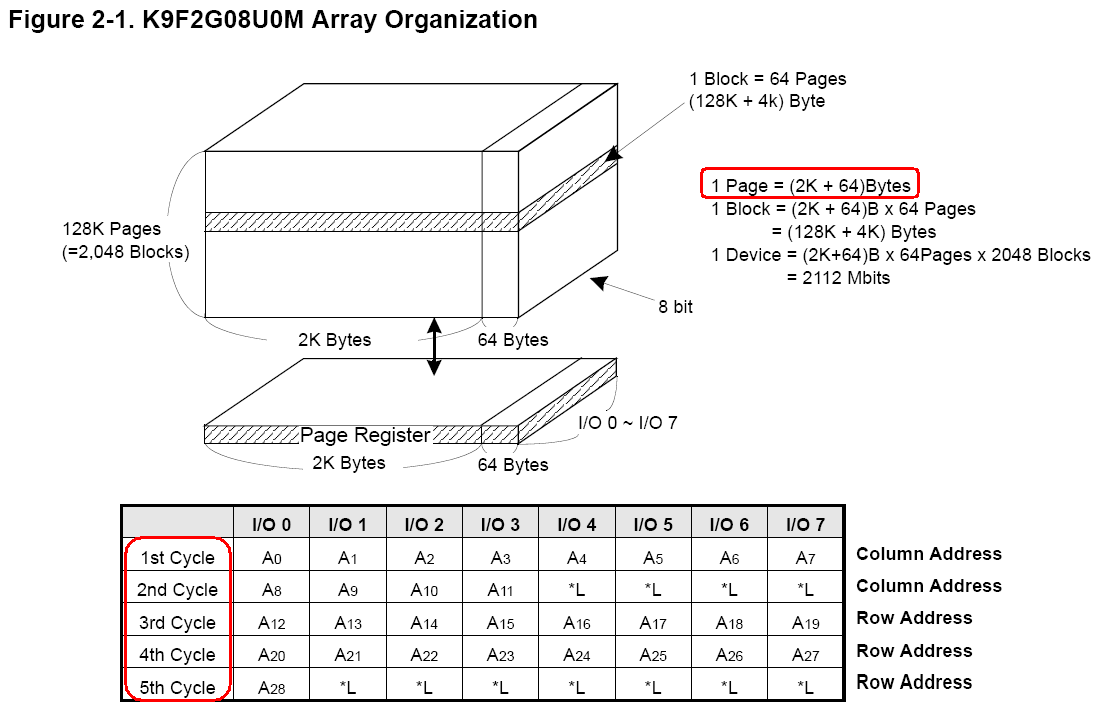 Figure 2-1. K9F2G08U0M Array Organization
1 Block = 64 Pages
(128K + 4k) Byte
1 Page = (2K + 64)Bytes
1 Block = (2K + 64)B x 64 Pages
= (128K + 4K) Bytes
1 Device = (2K+64)B x 64Pages x 2048 Blocks
= 2112 Mbits
128K Pages
(=2,048 Blocks)
8 bit
2K Bytes 64 Bytes
Page Register
I/O 0 ~ I/O 7
2K Bytes 64 Bytes
I/O 0 I/O 1 I/O 2 I/O 3 I/O 4 I/O 5 I/O 6 I/O 7
1st Cycle A0 A1 A2 A3 A4 A5 A6 A7 Column Address
2nd Cycle A8 A9 A10 A11 *L *L *L *L Column Address
3rd Cycle A12 A13 A14 A15 A16 A17 A18 A19 Row Address
4th Cycle A20 A21 A22 A23 A24 A25 A26 A27 Row Address
5th Cycle A28 *L *L *L *L *L *L *L Row Address